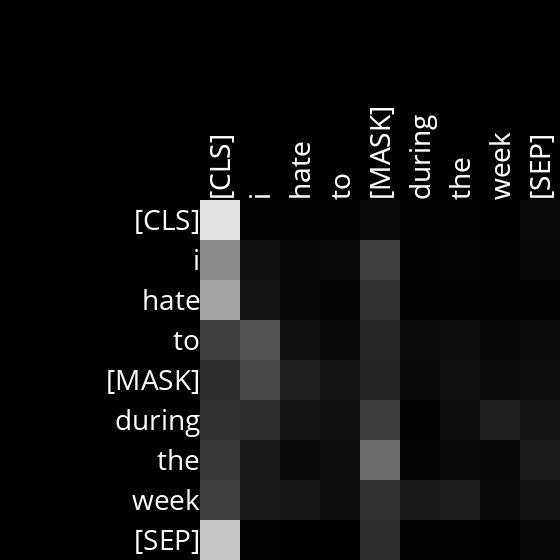 [CLS] i hate to [MASK] during the week [SEP]
[CLS]
i
hate
to
[MASK]
during
the
week
[SEP]